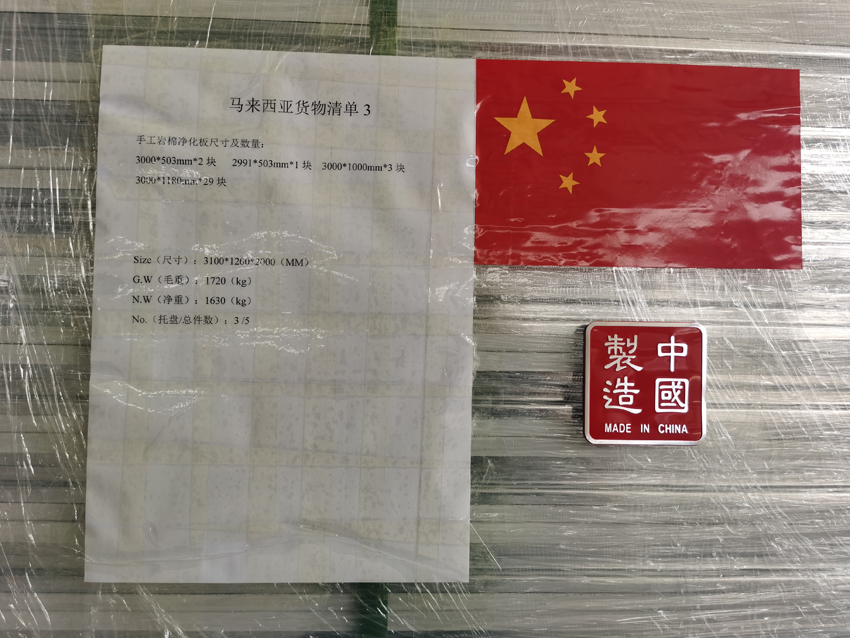 马来西亚货物清单 3
手工岩棉净化板尺寸及数量：
3000*503mm*2 块 2991*503mm*1 块 3000*1000mm*3 块
3000*1180mm*29 块
Size（尺寸）：3100*1260*2000（MM）
G.W（毛重）：1720（kg）
N.W（净重）：1630（kg）
No.（托盘/总件数）：3 /5
中國
製造
MADE IN CHINA